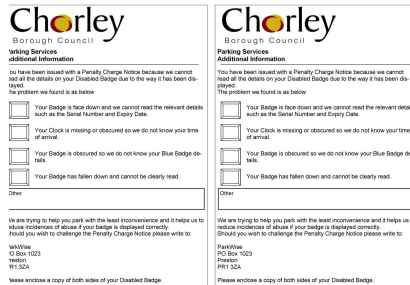 Chorley
Borough Council
Parking Services
Additional Information
You have been issued with a Penalty Charge Notice because we cannot
read all the details on your Disabled Badge due to the way it has been dis-
played.
The problem we found is as below
Your Badge is face down and we cannot read the relevant details
such as the Serial Number and Expiry Date.
Your Clock is missing or obscured so we do not know your time
of arrival.
Your Badge is obscured so we do not know your Blue Badge de-
tails.
Your Badge has fallen down and cannot be clearly read.
Other
We are trying to help you park with the least inconvenience and it helps us to
reduce incidences of abuse if your badge is displayed correctly.
Should you wish to challenge the Penalty Charge Notice please write to:
ParkWise
PO Box 1023
Preston
PR1 3ZA
Please enclose a copy of both sides of your Disabled Badge.
Chorley
Borough Council
Parking Services
Additional Information
You have been issued with a Penalty Charge Notice because we cannot
read all the details on your Disabled Badge due to the way it has been dis-
played.
The problem we found is as below
Your Badge is face down and we cannot read the relevant detai
such as the Serial Number and Expiry Date.
Your Clock is missing or obscured so we do not know your time
of arrival.
Your Badge is obscured so we do not know your Blue Badge de
tails.
Your Badge has fallen down and cannot be clearly read.
Other
We are trying to help you park with the least inconvenience and it helps us
reduce incidences of abuse if your badge is displayed correctly.
Should you wish to challenge the Penalty Charge Notice please write to:
ParkWise
PO Box 1023
Preston
PR1 3ZA
Please enclose a copy of both sides of your Disabled Badge.